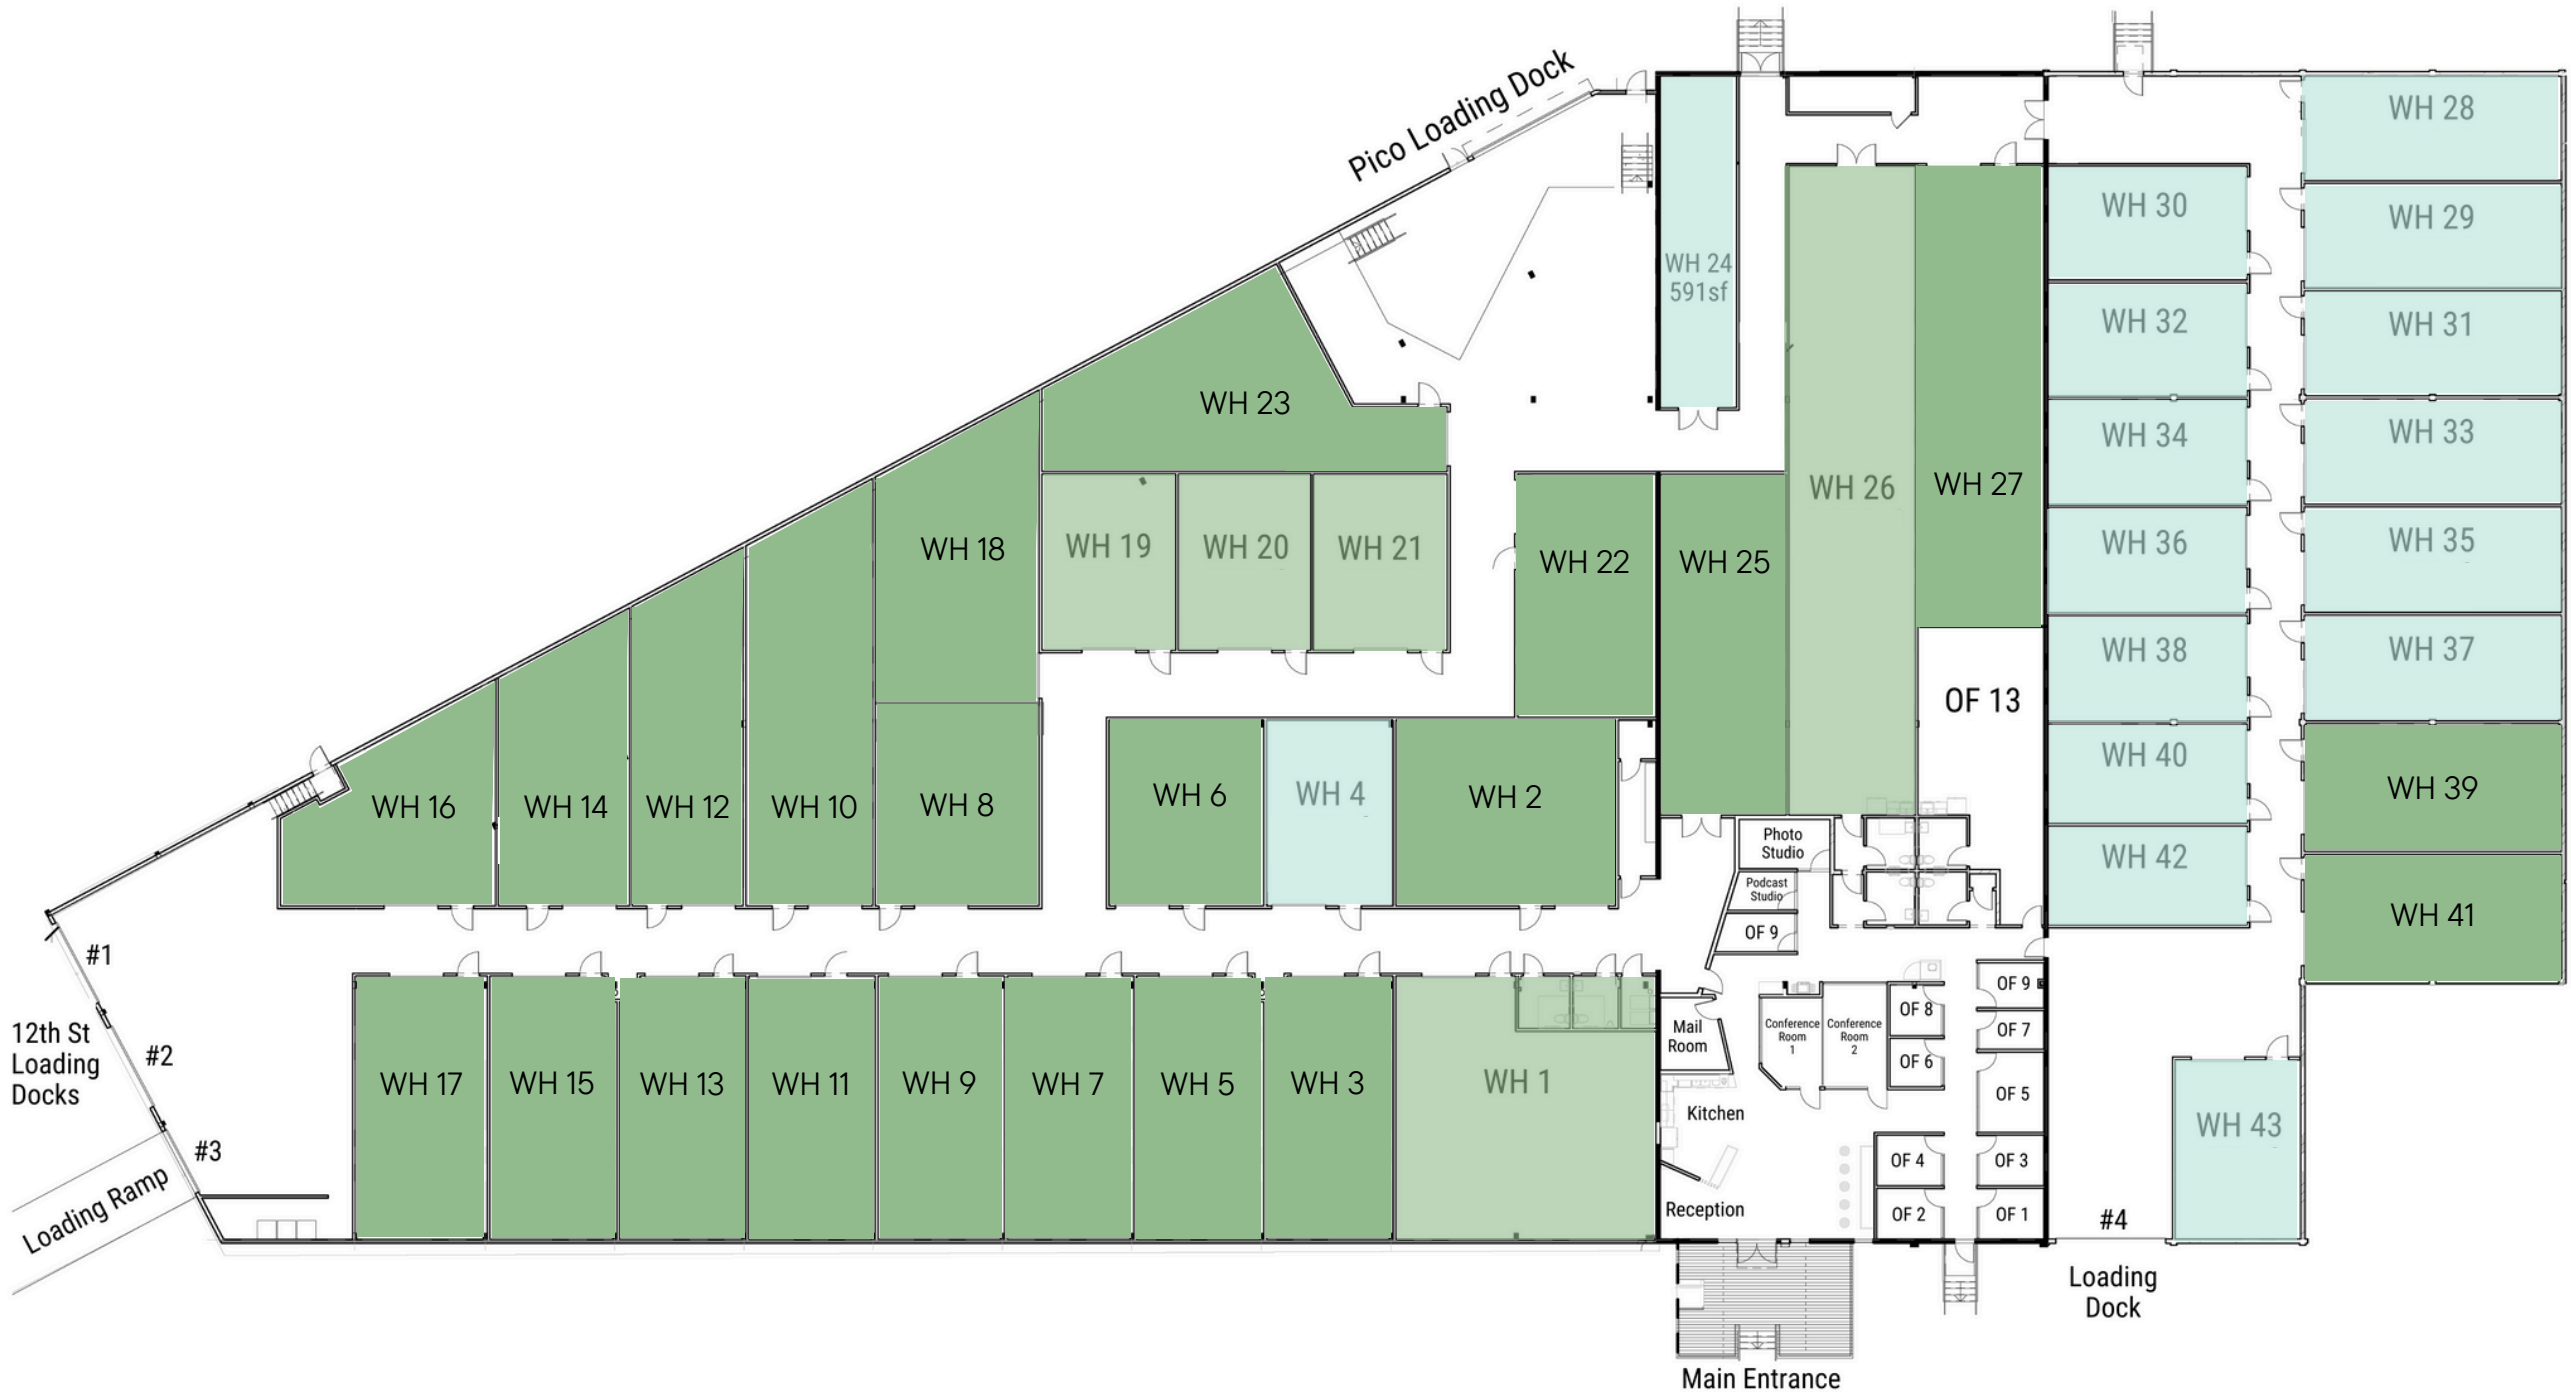 Pico Loading Dock
WH 28
WH 30
WH 29
WH 24
591sf
WH 32
WH 31
WH 23
WH 34
WH 33
WH 26
WH 27
WH 18
WH 19
WH 20
WH 21
WH 22
WH 25
WH 36
WH 35
WH 38
WH 37
OF 13
WH 40
WH 39
WH 16
WH 14
WH 12
WH 10
WH 8
WH 6
WH 4
WH 2
Photo
Studio
WH 42
Podcast
Studio
WH 41
OF 9
#1
OF 9
OF 8
OF 7
12th St
Loading
Docks
#2
Mail
Room
Conference
Room
1
Conference
Room
2
OF 6
WH 17
WH 15
WH 13
WH 11
WH 9
WH 7
WH 5
WH 3
WH 1
OF 5
Kitchen
WH 43
#3
OF 4
OF 3
Loading Ramp
Reception
OF 2
OF 1
#4
Loading
Dock
Main Entrance